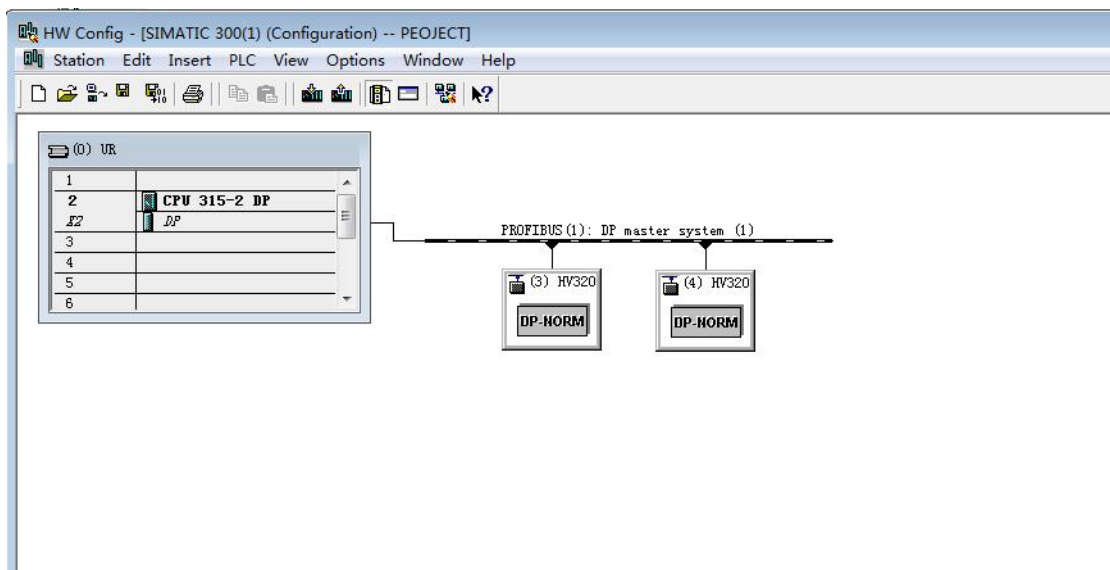 HW Config - [SIMATIC 300(1) (Configuration) -- PEOJECT]
Station Edit Insert PLC View Options Window Help
(0) UR
1
2 CPU 315-2 DP
X2 DP
3
4
5
6
PROFIBUS(1): DP master system (1)
(3) HV320 (4) HV320
DP-NORM DP-NORM